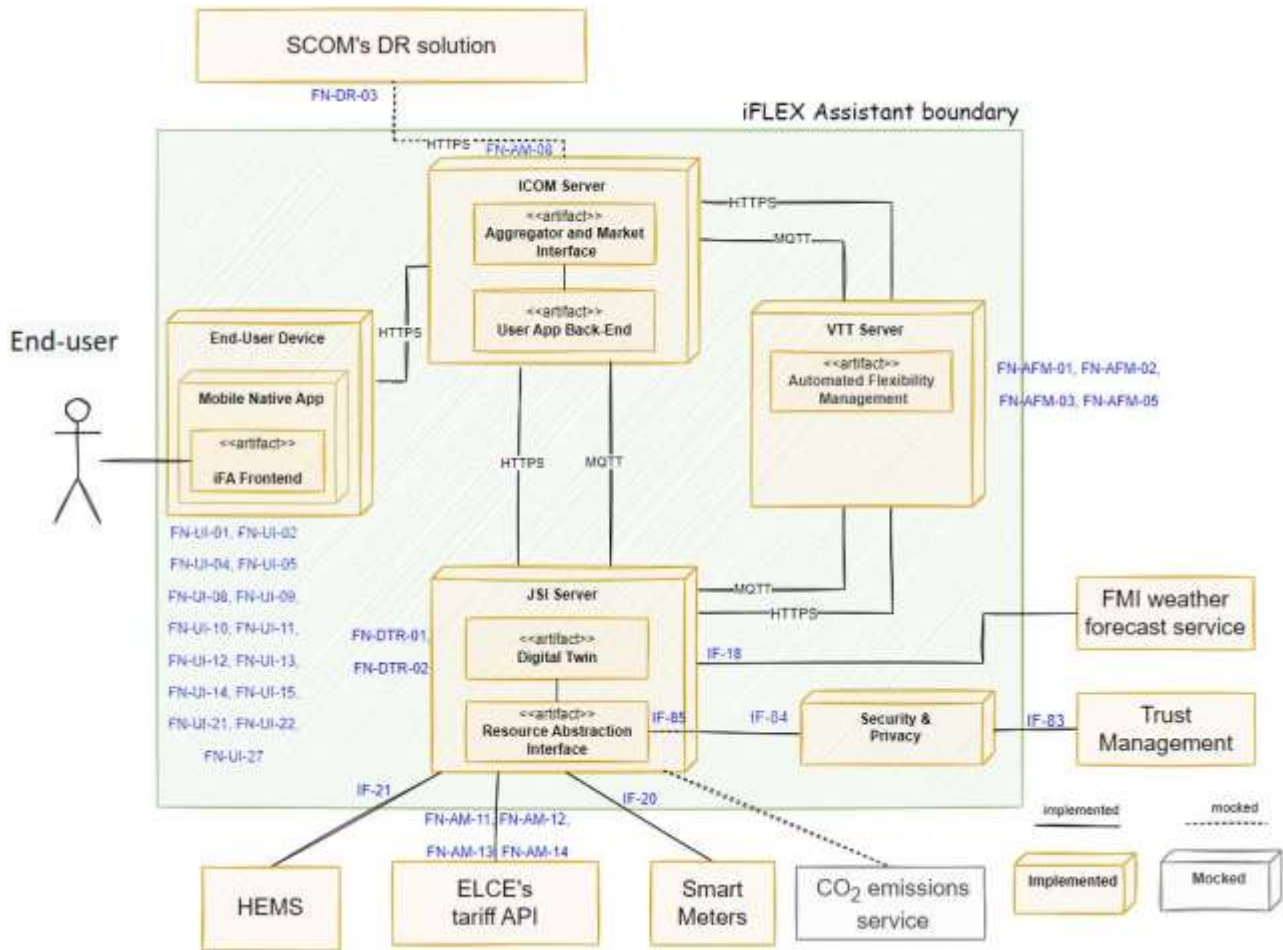 SCOM's DR solution
FN-DR-03
iFLEX Assistant boundary
HTTPS
FN-AM-08
ICOM Server
<<artifact>>
Aggregator and Market
Interface
HTTPS
MQTT
<<artifact>>
User App Back-End
End-user
End-User Device
HTTPS
VTT Server
Mobile Native App
<<artifact>>
Automated Flexibility
Management
FN-AFM-01, FN-AFM-02,
FN-AFM-03, FN-AFM-05
<<artifact>>
iFA Frontend
HTTPS
MQTT
FN-UI-01, FN-UI-02
FN-UI-04, FN-UI-05
FN-UI-08, FN-UI-09,
FN-UI-10, FN-UI-11,
FN-UI-12, FN-UI-13,
FN-UI-14, FN-UI-15,
FN-UI-21, FN-UI-22,
FN-UI-27
JSI Server
MQTT
HTTPS
FN-DTR-01,
FN-DTR-02
<<artifact>>
Digital Twin
IF-18
FMI weather
forecast service
<<artifact>>
Resource Abstraction
Interface
IF-85
IF-84
Security &
Privacy
IF-83
Trust
Management
IF-21
FN-AM-11, FN-AM-12,
FN-AM-13, FN-AM-14
IF-20
implemented
mocked
HEMS
ELCE's
tariff API
Smart
Meters
CO₂ emissions
service
Implemented
Mocked